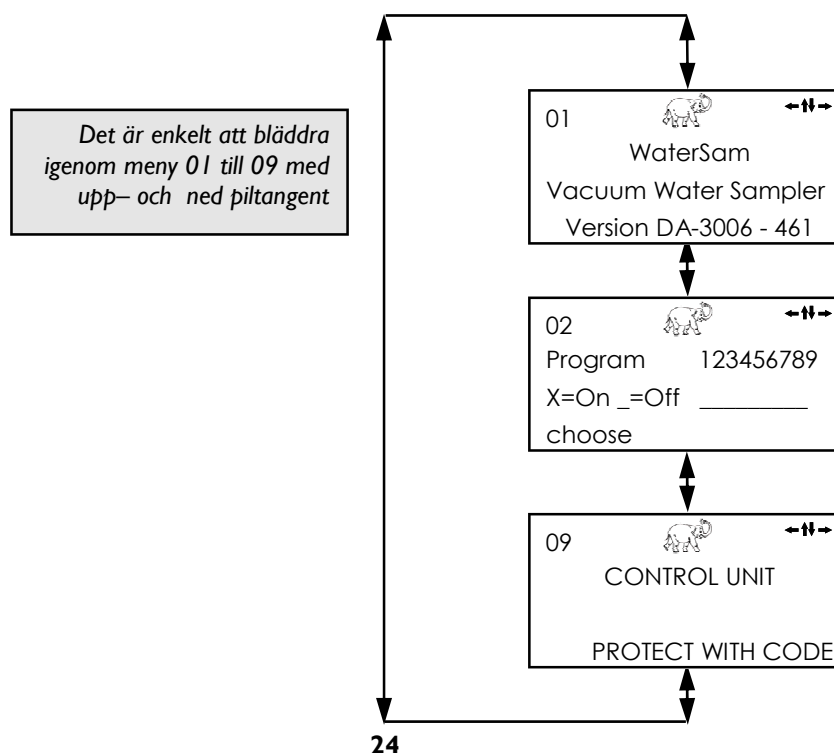 Det är enkelt att bläddra
igenom meny 01 till 09 med
upp– och ned piltangent
01
WaterSam
Vacuum Water Sampler
Version DA-3006 - 461
02
Program 123456789
X=On _=Off _________
choose
09
CONTROL UNIT
PROTECT WITH CODE
24